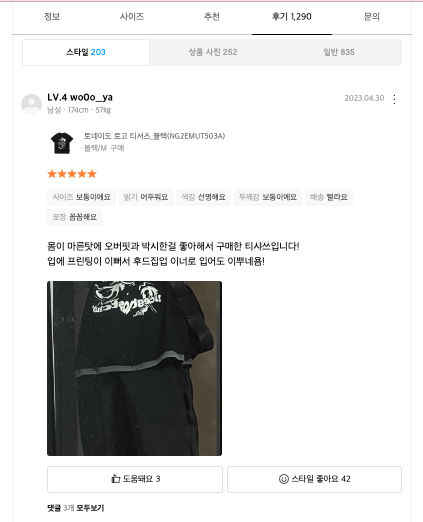 정보 사이즈 추천 후기 1,290 문의
스타일 203 상품 사진 252 일반 835
LV.4 woOo__ya 2023.04.30
남성 · 174cm · 57kg
토네이도 로고 티셔츠_블랙(NG2EMUT503A)
블랙/M 구매
사이즈 보통이에요 밝기 어두워요 색감 선명해요 두께감 보통이에요 배송 빨라요
포장 꼼꼼해요
몸이 마른탓에 오버핏과 박시한걸 좋아해서 구매한 티샤쓰입니다!
업에 프린팅이 이뻐서 후드집업 이너로 입어도 이뿌네욤!
도움돼요 3 스타일 좋아요 42
댓글 3개 모두보기